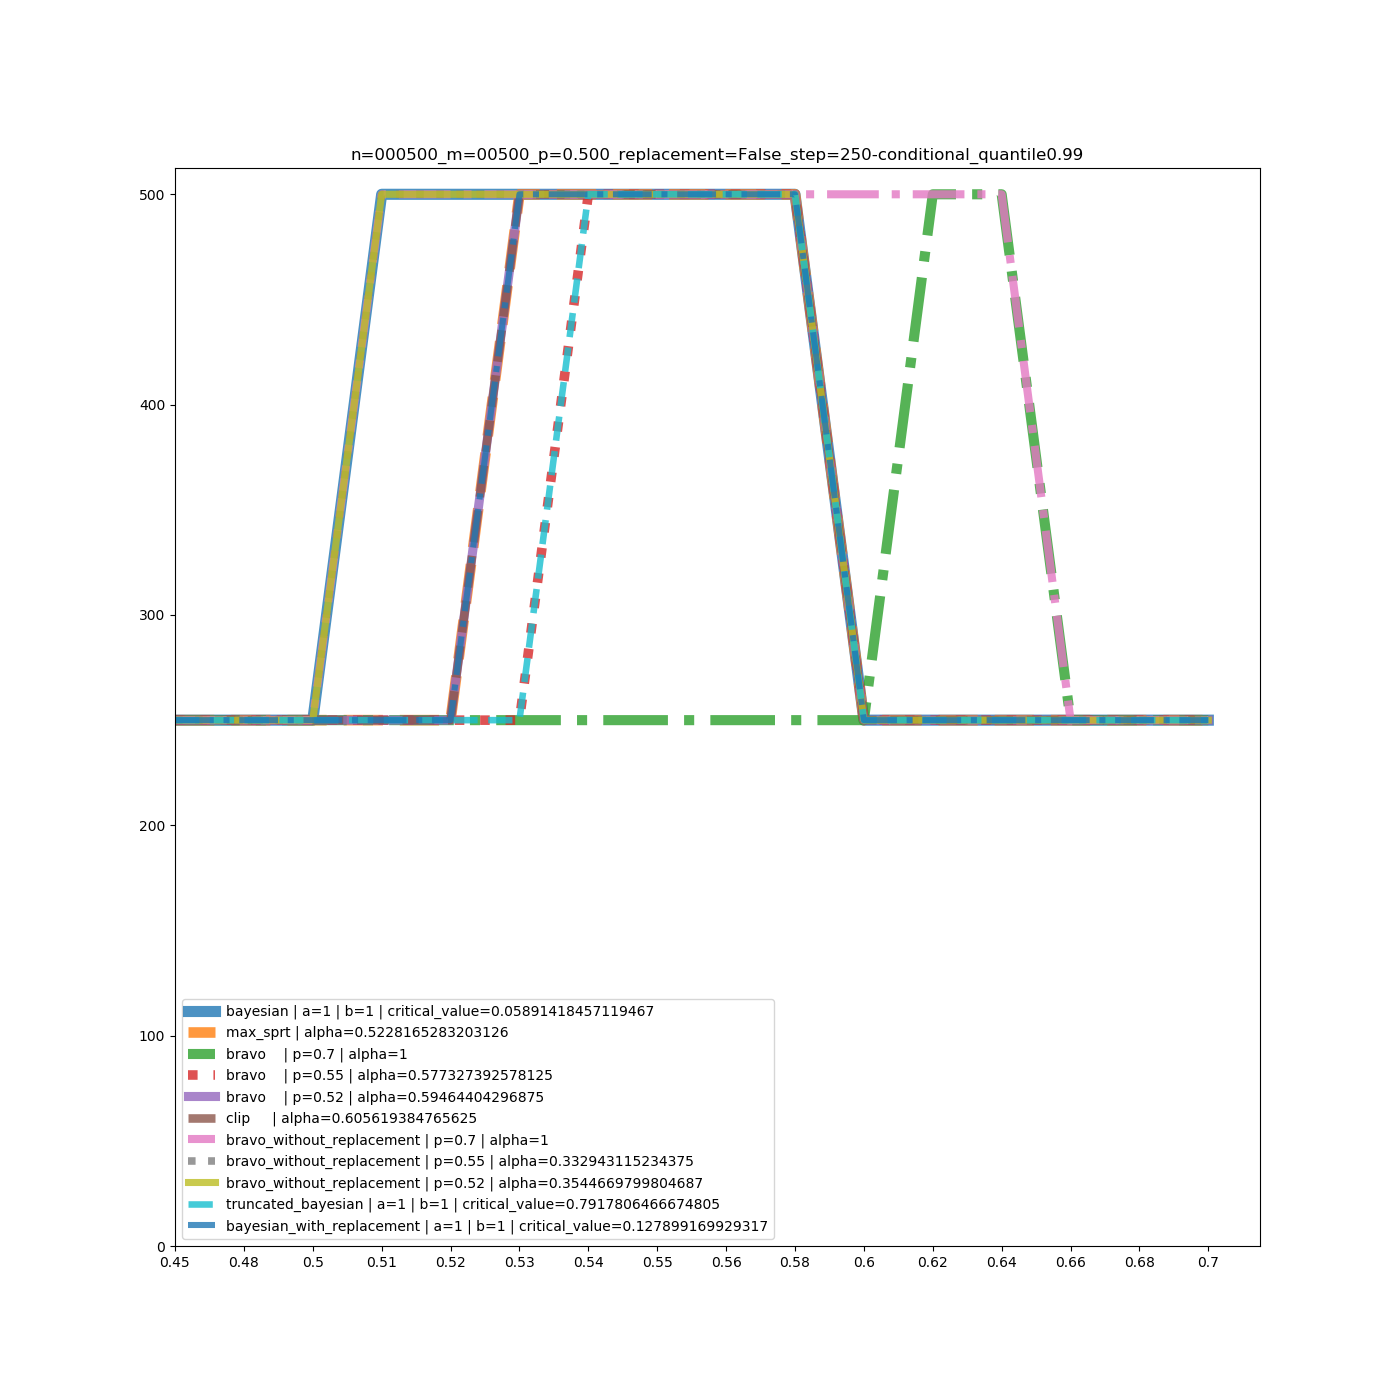 n=000500_m=00500_p=0.500_replacement=False_step=250-conditional_quantile0.99
500
400
300
200
100
0
bayesian | a=1 | b=1 | critical_value=0.05891418457119467
max_sprt | alpha=0.5228165283203126
bravo    | p=0.7 | alpha=1
bravo    | p=0.55 | alpha=0.577327392578125
bravo    | p=0.52 | alpha=0.59464404296875
clip     | alpha=0.605619384765625
bravo_without_replacement | p=0.7 | alpha=1
bravo_without_replacement | p=0.55 | alpha=0.332943115234375
bravo_without_replacement | p=0.52 | alpha=0.3544669799804687
truncated_bayesian | a=1 | b=1 | critical_value=0.7917806466674805
bayesian_with_replacement | a=1 | b=1 | critical_value=0.127899169929317
0.45 0.48 0.5 0.51 0.52 0.53 0.54 0.55 0.56 0.58 0.6 0.62 0.64 0.66 0.68 0.7